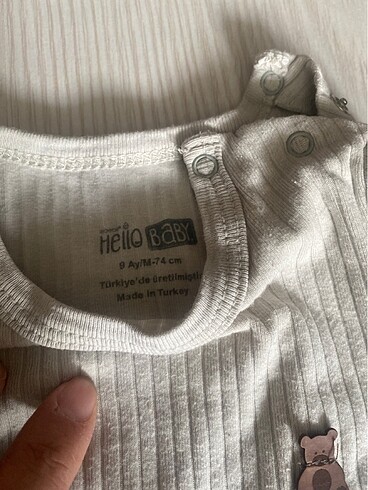 Hello BABY
9 Ay/M-74 cm
Türkiye'de üretilmiştir
Made in Turkey